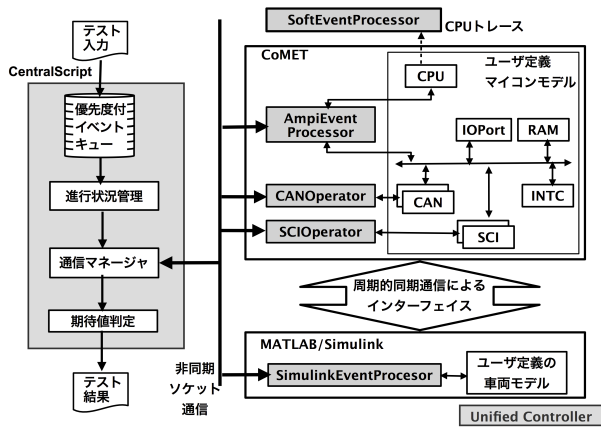 テスト
入力
CentralScript
優先度付
イベント
キュー
進行状況管理
通信マネージャ
期待値判定
テスト
結果
SoftEventProcessor
CPUトレース
CoMET
ユーザ定義
マイコンモデル
CPU
AmpiEvent
Processor
IOPort
RAM
CANOperator
CAN
INTC
SCIOperator
SCI
周期的同期通信による
インターフェイス
非同期
ソケット
通信
MATLAB/Simulink
SimulinkEventProcesor
ユーザ定義の
車両モデル
Unified Controller